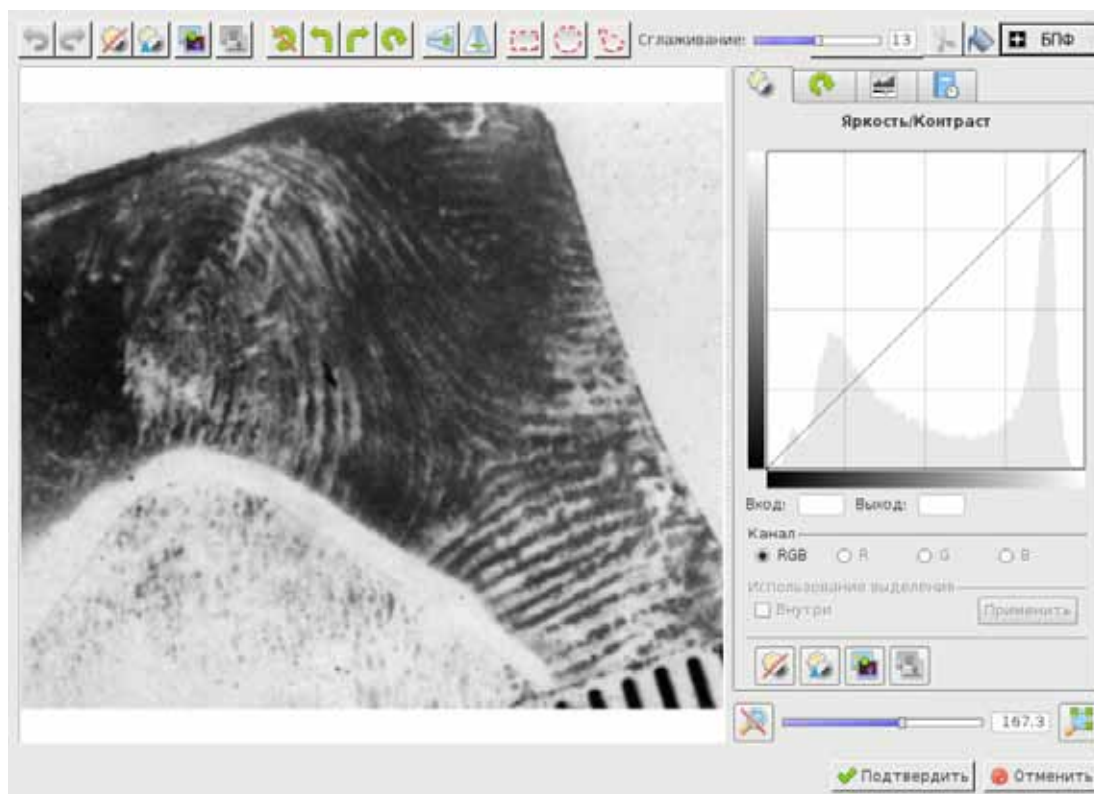 Сглаживание: 13 БПФ
Яркость/Контраст
Вход: Выход:
Канал
RGB R G B
Использование выделения
Внутри Применить
167.3
Подтвердить Отменить